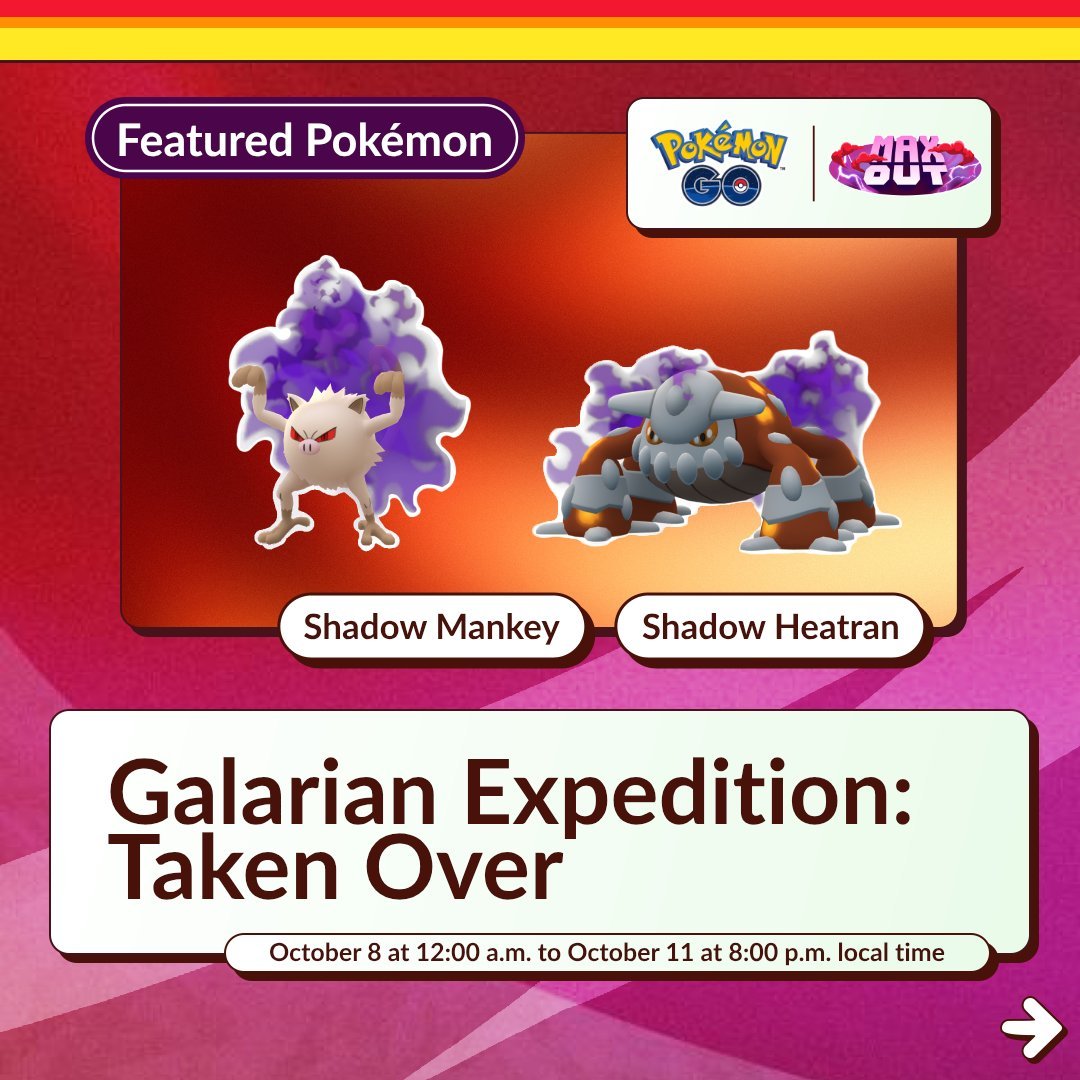 Featured Pokémon
POKÉMON
GO
MAX
OUT
Shadow Mankey
Shadow Heatran
Galarian Expedition:
Taken Over
October 8 at 12:00 a.m. to October 11 at 8:00 p.m. local time